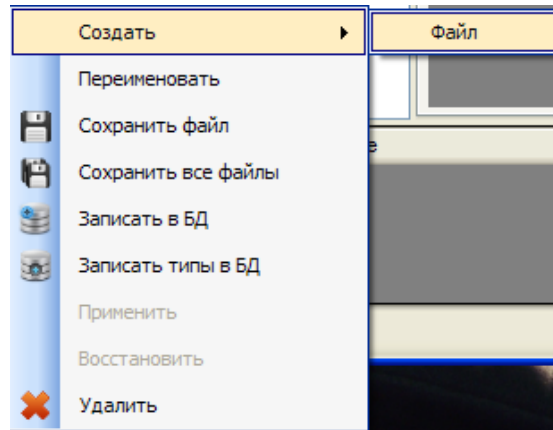 Создать
Файл
Переименовать
Сохранить файл
Сохранить все файлы
Записать в БД
Записать типы в БД
Применить
Восстановить
Удалить